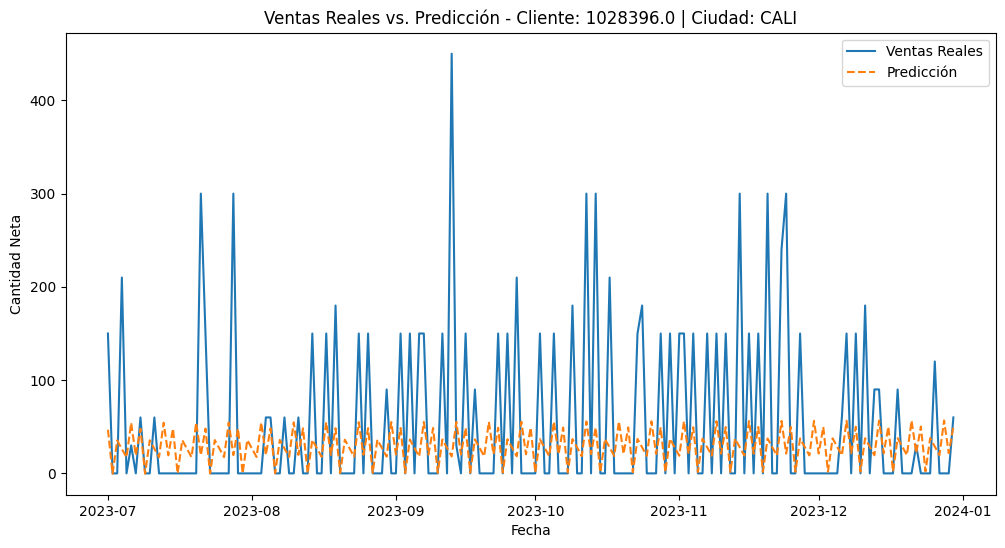 Ventas Reales vs. Predicción - Cliente: 1028396.0 | Ciudad: CALI
Ventas Reales
Predicción
Cantidad Neta
400
300
200
100
0
2023-07
2023-08
2023-09
2023-10
2023-11
2023-12
2024-01
Fecha